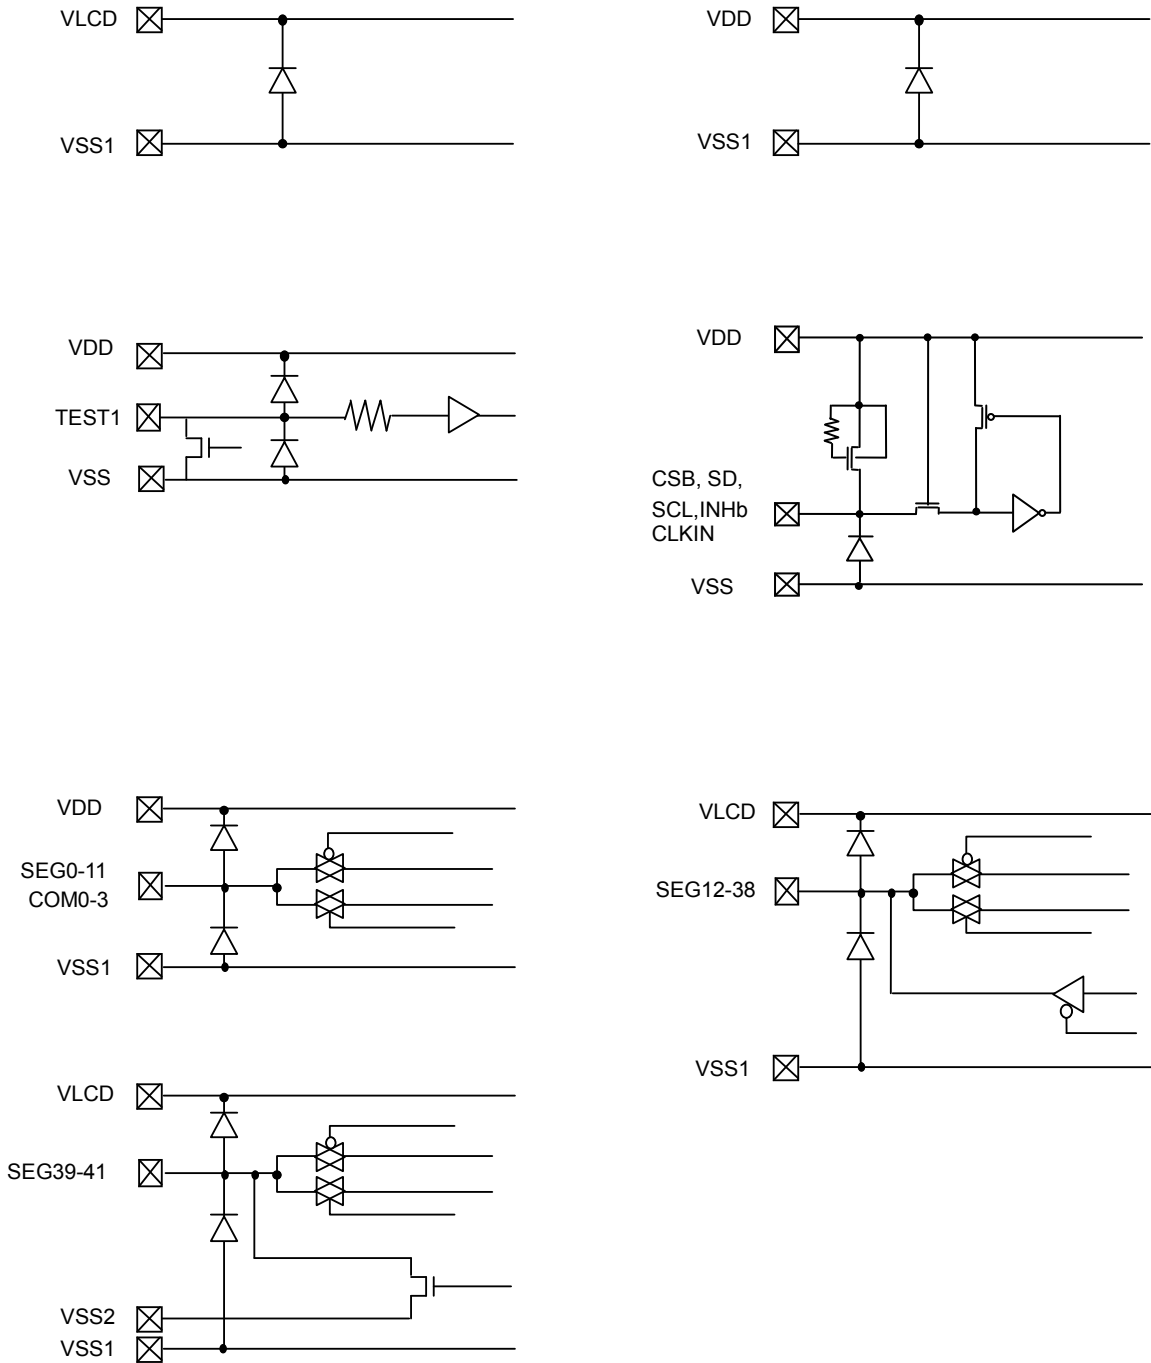 VLCD
VSS1
VDD
VSS1
VDD
TEST1
VSS
VDD
CSB, SD,
SCL,INHb
CLKIN
VSS
VDD
SEG0-11
COM0-3
VSS1
VLCD
SEG12-38
VSS1
VLCD
SEG39-41
VSS2
VSS1